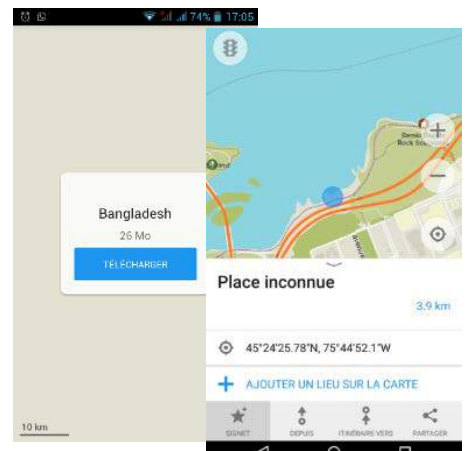 74% 17:05
Bangladesh
26 Mo
TÉLÉCHARGER
10 km
Rock
+
−
Place inconnue
3.9 km
45°24'25.78"N, 75°44'52.1"W
+ AJOUTER UN LIEU SUR LA CARTE
SIGNET
DEPUIS
ITINÉRAIRE VERS
PARTAGER